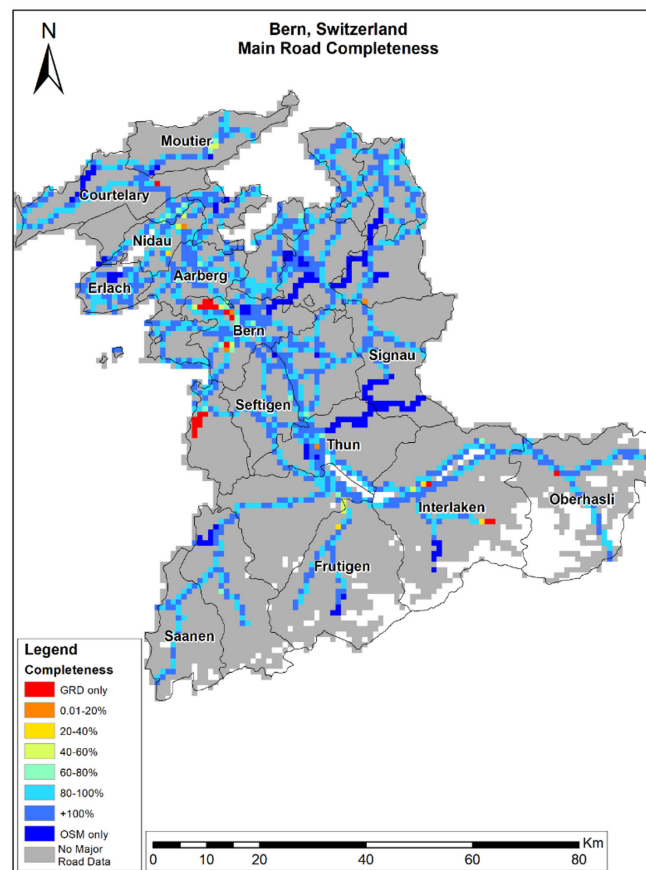 Bern, Switzerland
Main Road Completeness
N
Moutier
Courtelary
Nidau
Aarberg
Erlach
Bern
Signau
Seftigen
Thun
Interlaken
Oberhasli
Frutigen
Saanen
Legend
Completeness
GRD only
0.01-20%
20-40%
40-60%
60-80%
80-100%
+100%
OSM only
No Major
Road Data
Km
0 5 10 20 40 60 80